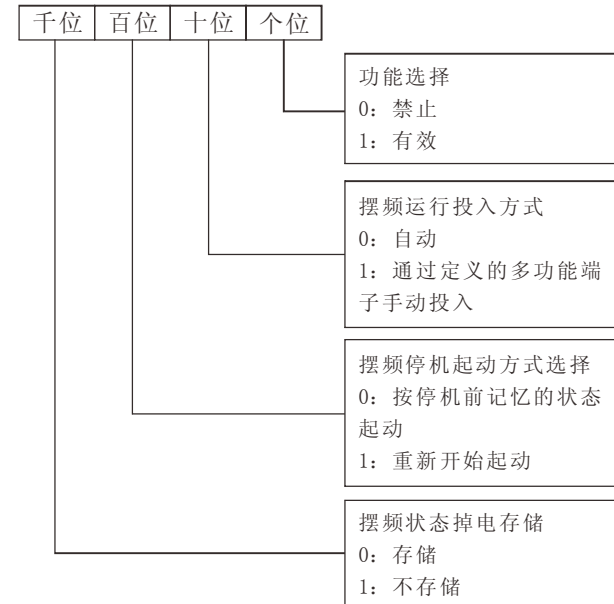 千位 百位 十位 个位
功能选择
0：禁止
1：有效
摆频运行投入方式
0：自动
1：通过定义的多功能端
子手动投入
摆频停机起动方式选择
0：按停机前记忆的状态
起动
1：重新开始起动
摆频状态掉电存储
0：存储
1：不存储